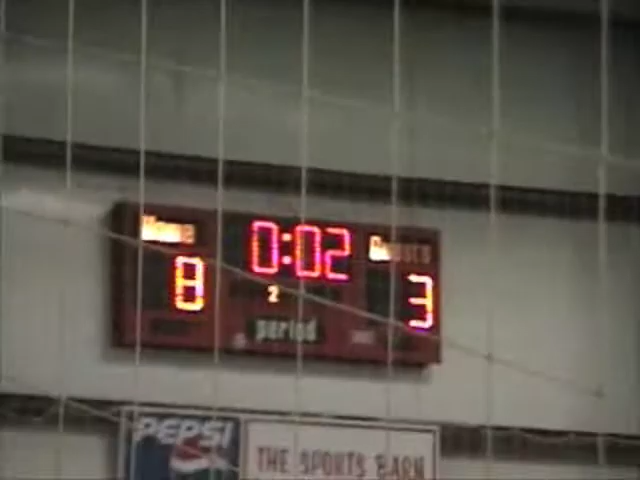 Home 0:02 Guests
8 2 3
period
PEPSI
THE SPORTS BARN